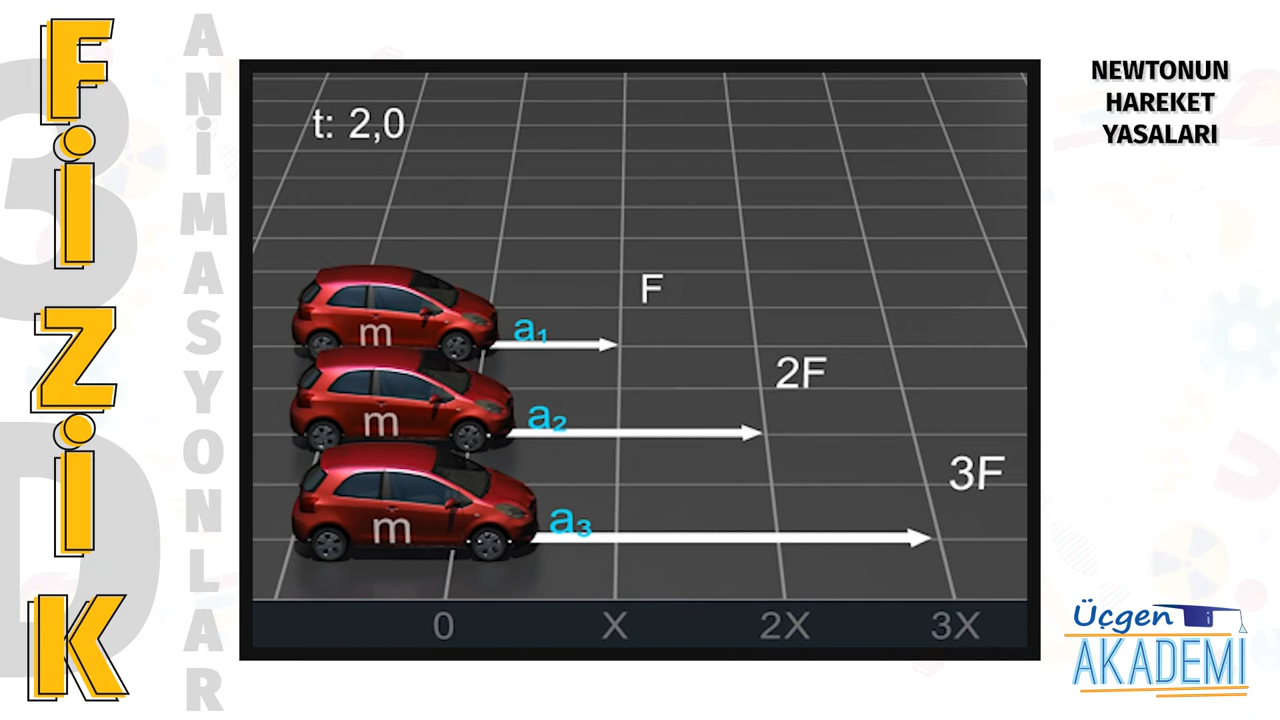 FİZİK
3D
ANİMASYONLAR
t: 2,0
F
a₁
m
2F
a₂
m
3F
a₃
m
0 X 2X 3X
NEWTONUN
HAREKET
YASALARI
Üçgen
AKADEMİ